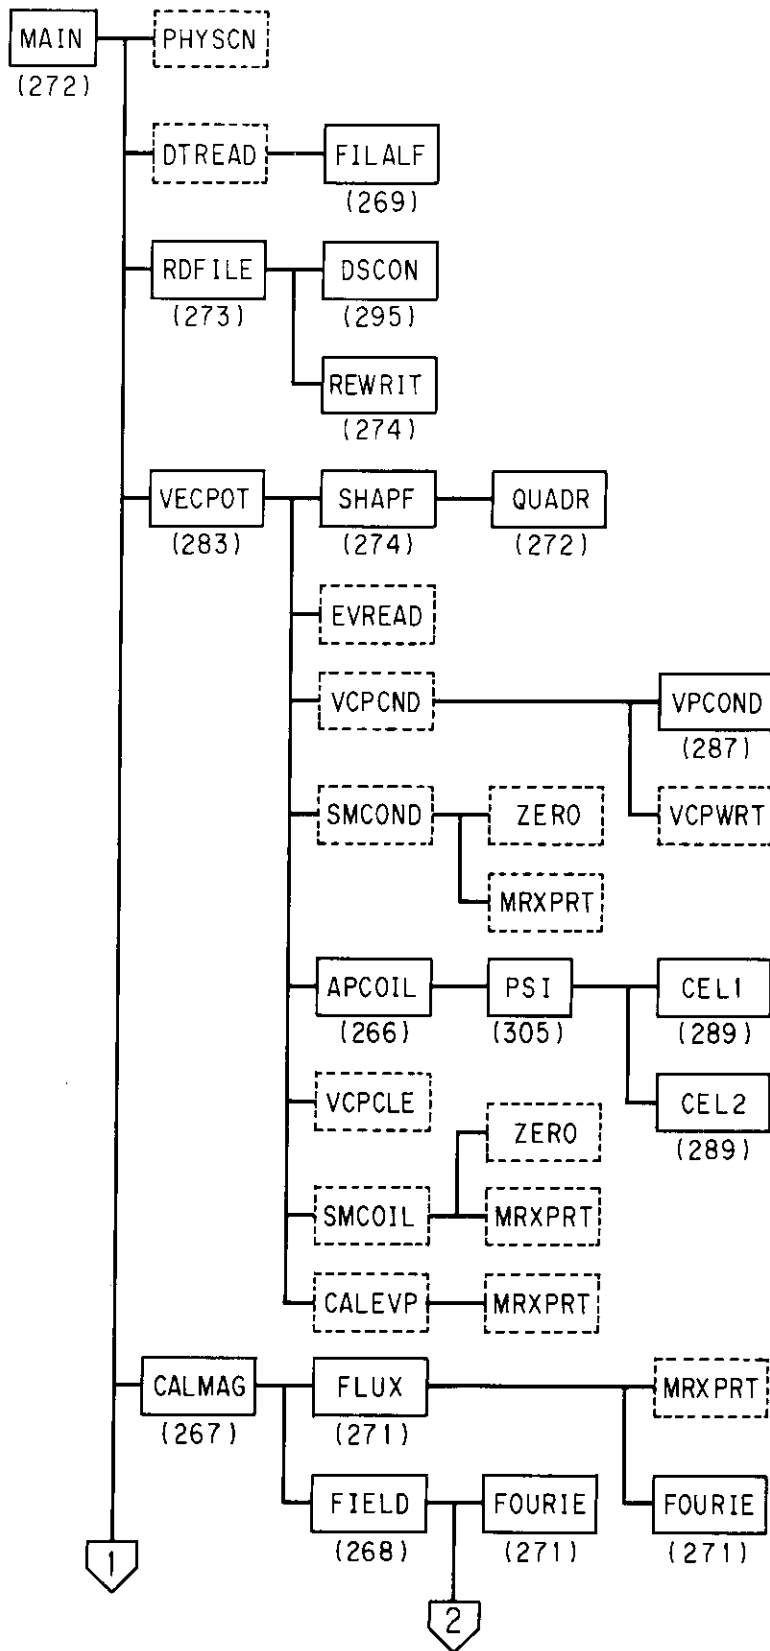 MAIN PHYSCN
(272)
DTREAD FILALF
(269)
RDFILE DSCON
(273) (295)
REWRIT
(274)
VECPOT SHAPF QUADR
(283) (274) (272)
EVREAD
VCPCND VPCOND
(287)
SMCOND ZERO VCPWRT
MRXPRT
APCOIL PSI CEL1
(266) (305) (289)
VCPCLE CEL2
ZERO (289)
SMCOIL MRXPRT
CALEVP MRXPRT
CALMAG FLUX MRXPRT
(267) (271)
FIELD FOURIE FOURIE
(268) (271) (271)
1
2